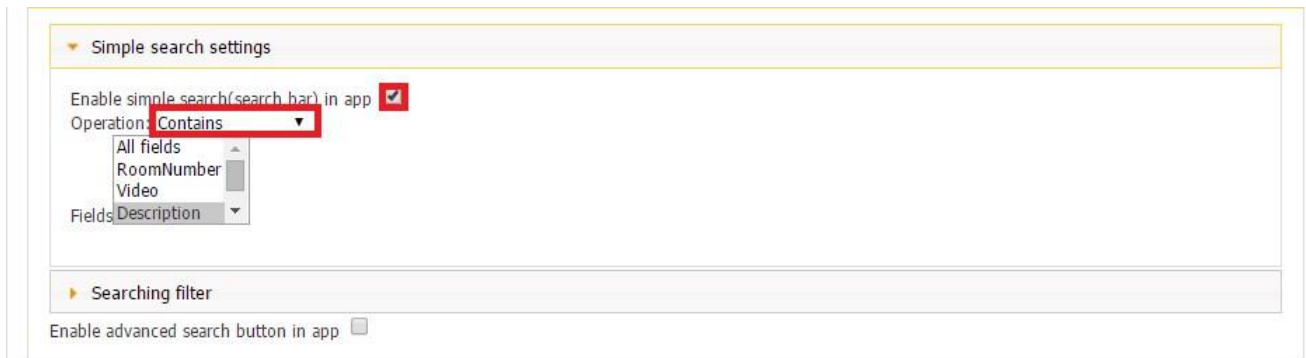 Simple search settings
Enable simple search(search bar) in app
Operation: Contains
All fields
RoomNumber
Video
Fields Description
Searching filter
Enable advanced search button in app